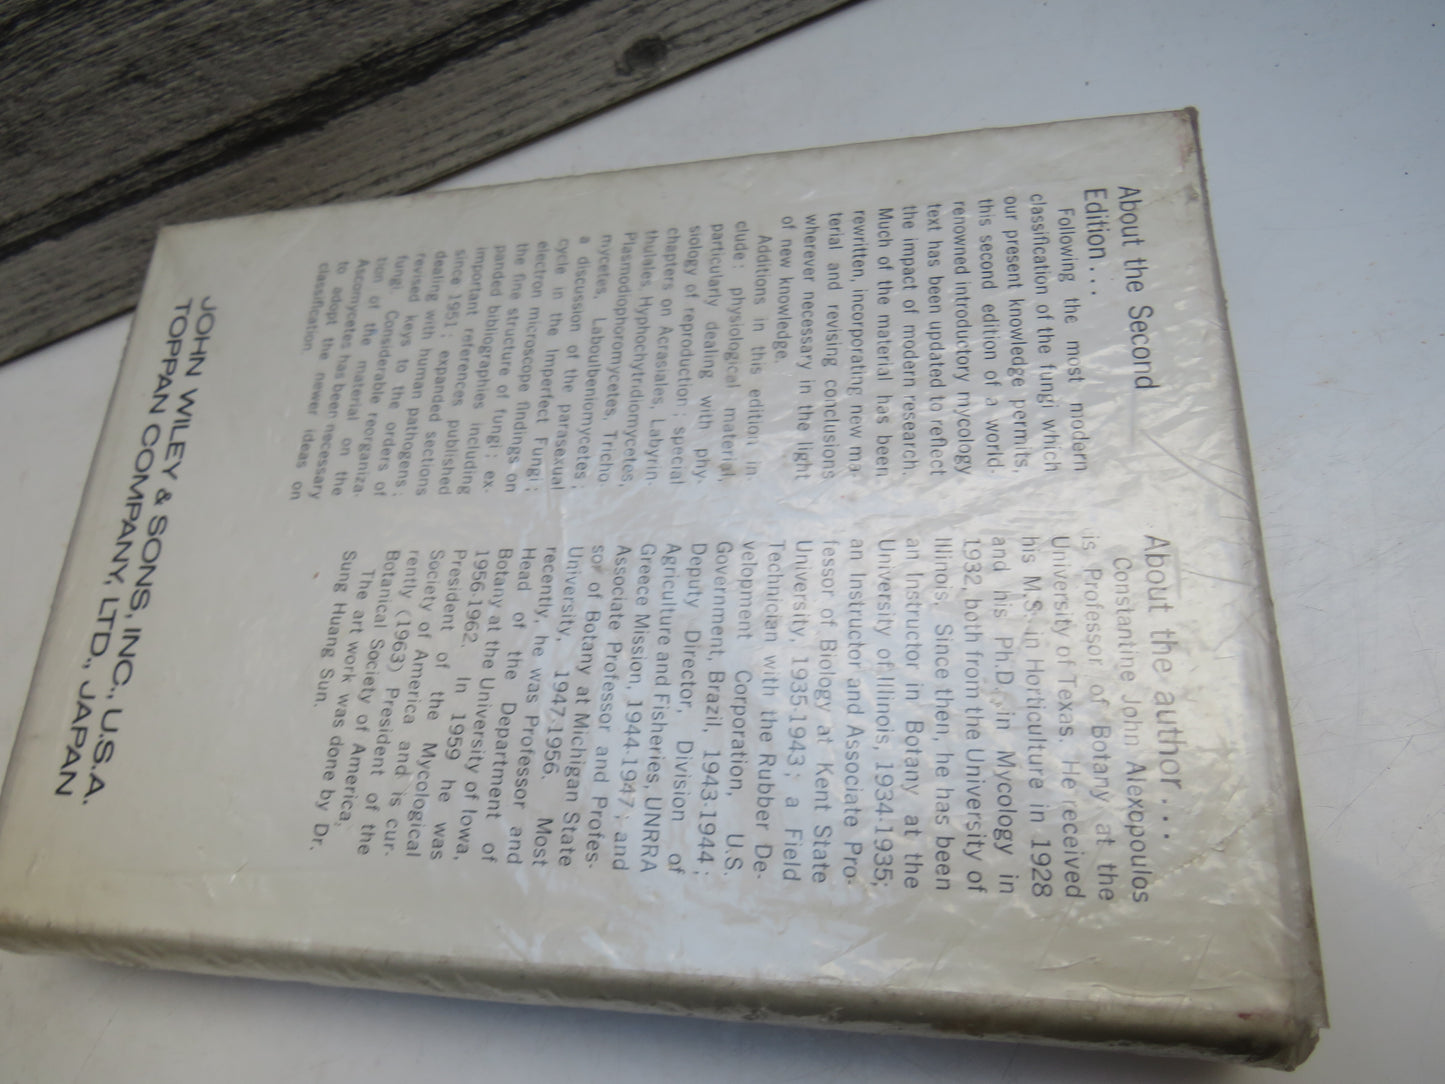 About the Second
Edition . . .
Following the most modern
classification of the fungi which
our present knowledge permits,
this second edition of a world-
renowned introductory mycology
text has been updated to reflect
the impact of modern research.
Much of the material has been
rewritten, incorporating new ma-
terial and revising conclusions
wherever necessary in the light
of new knowledge.
Additions in this edition in-
clude: physiological material,
particularly dealing with phy-
siology of reproduction; special
chapters on Acrasiales, Labyrin-
thulales, Hyphochytridiomycetes,
Plasmodiophoromycetes, Tricho-
mycetes, Laboulbeniomycetes;
a discussion of the parasexual
cycle in the Imperfect Fungi;
electron microscope findings on
the fine structure of fungi; ex-
panded bibliographies including
important references published
since 1951; expanded sections
dealing with human pathogens;
revised keys to the orders of
fungi. Considerable reorganiza-
tion of the material on the
Ascomycetes has been necessary
to adopt the newer ideas on
classification.
About the author . . .
Constantine John Alexopoulos
is Professor of Botany at the
University of Texas. He received
his M.S. in Horticulture in 1928
and his Ph.D. in Mycology in
1932, both from the University of
Illinois. Since then, he has been
an Instructor in Botany at the
University of Illinois, 1934-1935;
an Instructor and Associate Pro-
fessor of Biology at Kent State
University, 1935-1943; a Field
Technician with the Rubber De-
velopment Corporation, U.S.
Government, Brazil, 1943-1944;
Deputy Director, Division of
Agriculture and Fisheries, UNRRA
Greece Mission, 1944-1947; and
Associate Professor and Profes-
sor of Botany at Michigan State
University, 1947-1956. Most
recently, he was Professor and
Head of the Department of
Botany at the University of Iowa,
1956-1962. In 1959 he was
President of the Mycological
Society of America and is cur-
rently (1963) President of the
Botanical Society of America.
The art work was done by Dr.
Sung Huang Sun.
JOHN WILEY & SONS, INC., U.S.A.
TOPPAN COMPANY, LTD., JAPAN